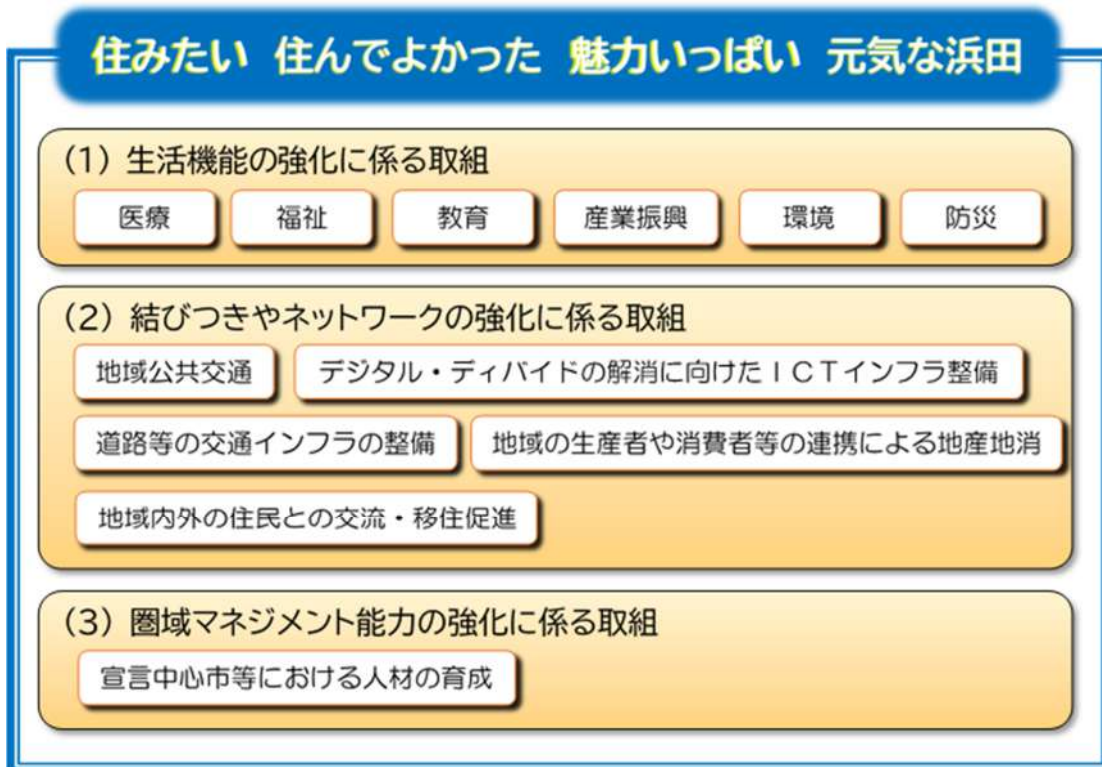 住みたい 住んでよかった 魅力いっぱい 元気な浜田
（1）生活機能の強化に係る取組
医療 福祉 教育 産業振興 環境 防災
（2）結びつきやネットワークの強化に係る取組
地域公共交通 デジタル・ディバイドの解消に向けたＩＣＴインフラ整備
道路等の交通インフラの整備 地域の生産者や消費者等の連携による地産地消
地域内外の住民との交流・移住促進
（3）圏域マネジメント能力の強化に係る取組
宣言中心市等における人材の育成